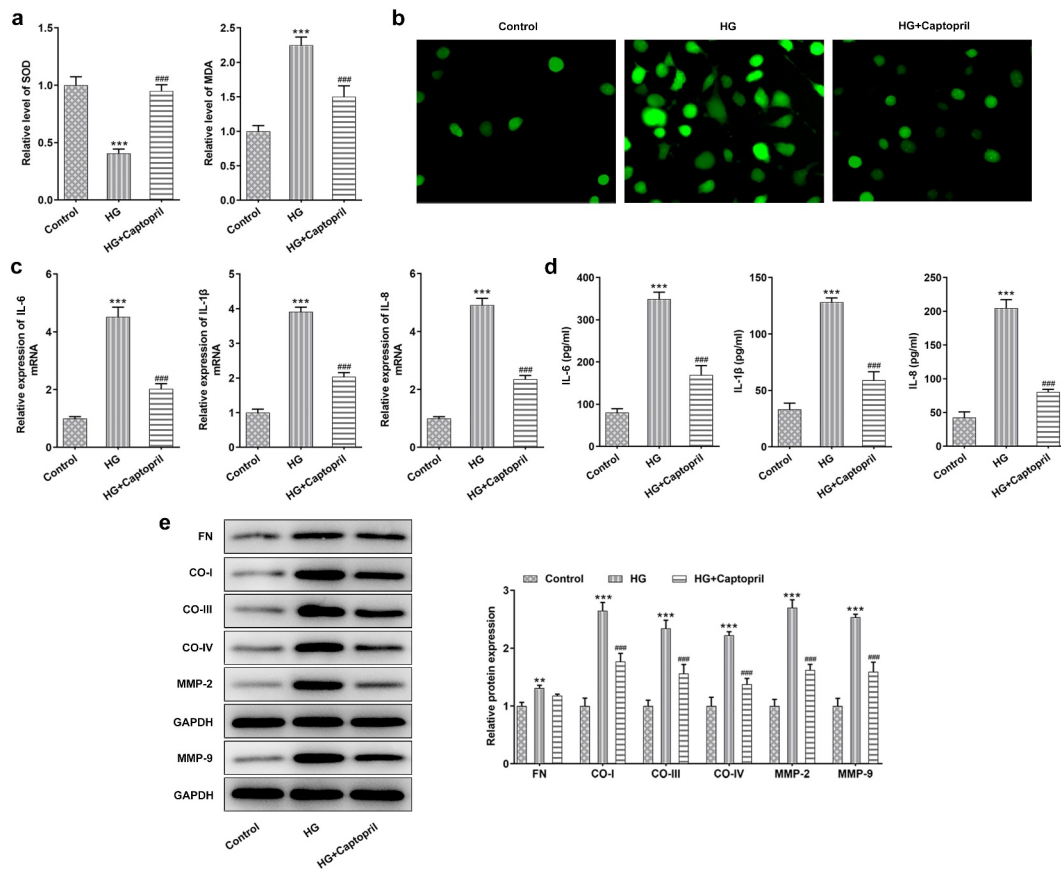 a
Relative level of SOD
1.5
1.0
0.5
0.0
***
###
Control
HG
HG+Captopril
Relative level of MDA
2.5
2.0
1.5
1.0
0.5
0.0
***
###
Control
HG
HG+Captopril
b
Control
HG
HG+Captopril
c
Relative expression of IL-6
mRNA
6
4
2
0
***
###
Control
HG
HG+Captopril
Relative expression of IL-1β
mRNA
5
4
3
2
1
0
***
###
Control
HG
HG+Captopril
Relative expression of IL-8
mRNA
6
4
2
0
***
###
Control
HG
HG+Captopril
d
IL-6 (pg/ml)
400
300
200
100
0
***
###
Control
HG
HG+Captopril
IL-1β (pg/ml)
150
100
50
0
***
###
Control
HG
HG+Captopril
IL-8 (pg/ml)
250
200
150
100
50
0
***
###
Control
HG
HG+Captopril
e
FN
CO-I
CO-III
CO-IV
MMP-2
GAPDH
MMP-9
GAPDH
Control
HG
HG+Captopril
Control HG HG+Captopril
Relative protein expression
3
2
1
0
**
***
###
***
###
***
###
***
###
***
###
FN CO-I CO-III CO-IV MMP-2 MMP-9